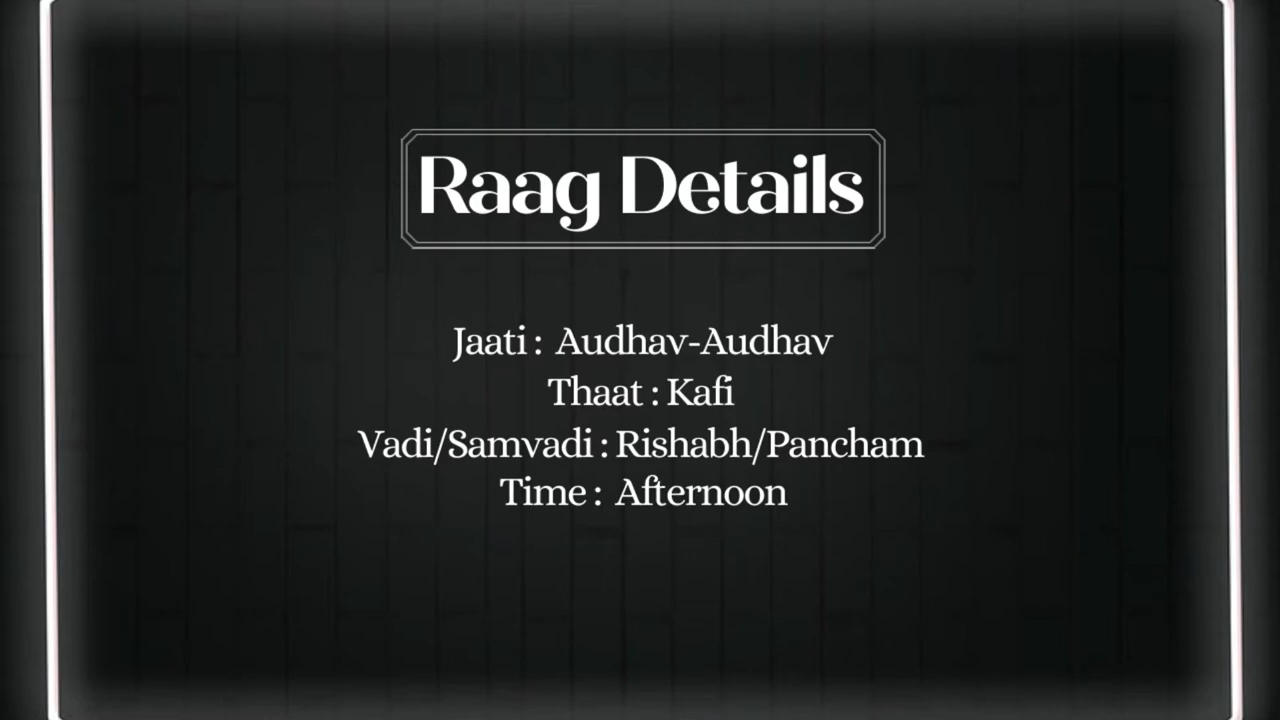 Raag Details
Jaati : Audhav-Audhav
Thaat : Kafi
Vadi/Samvadi : Rishabh/Pancham
Time : Afternoon